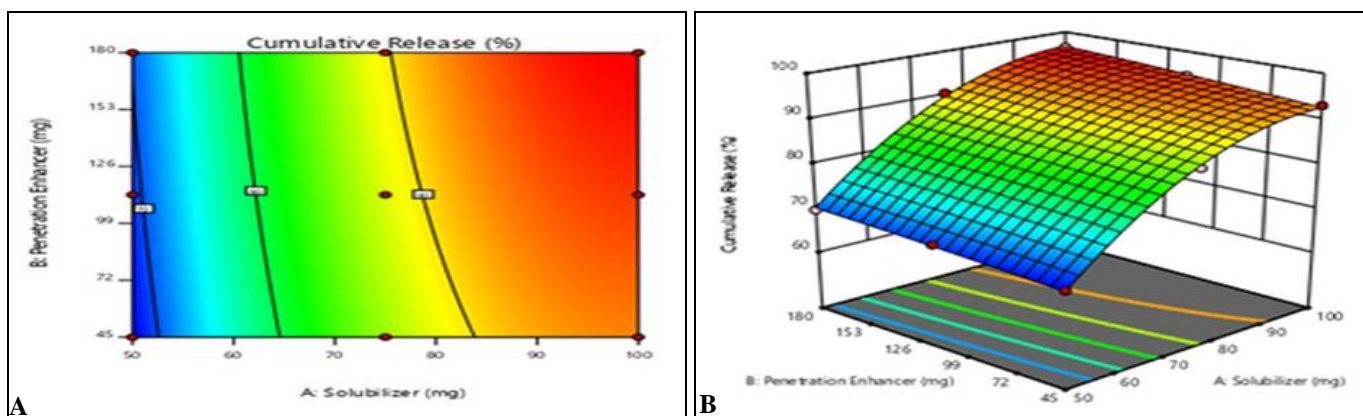 Cumulative Release (%)
180
153
126
99
72
45
B: Penetration Enhancer (mg)
50 60 70 80 90 100
A: Solubilizer (mg)
A
100
90
80
70
60
Cumulative Release (%)
180
153
126
99
72
45
B: Penetration Enhancer (mg)
100
90
80
70
60
50
A: Solubilizer (mg)
B